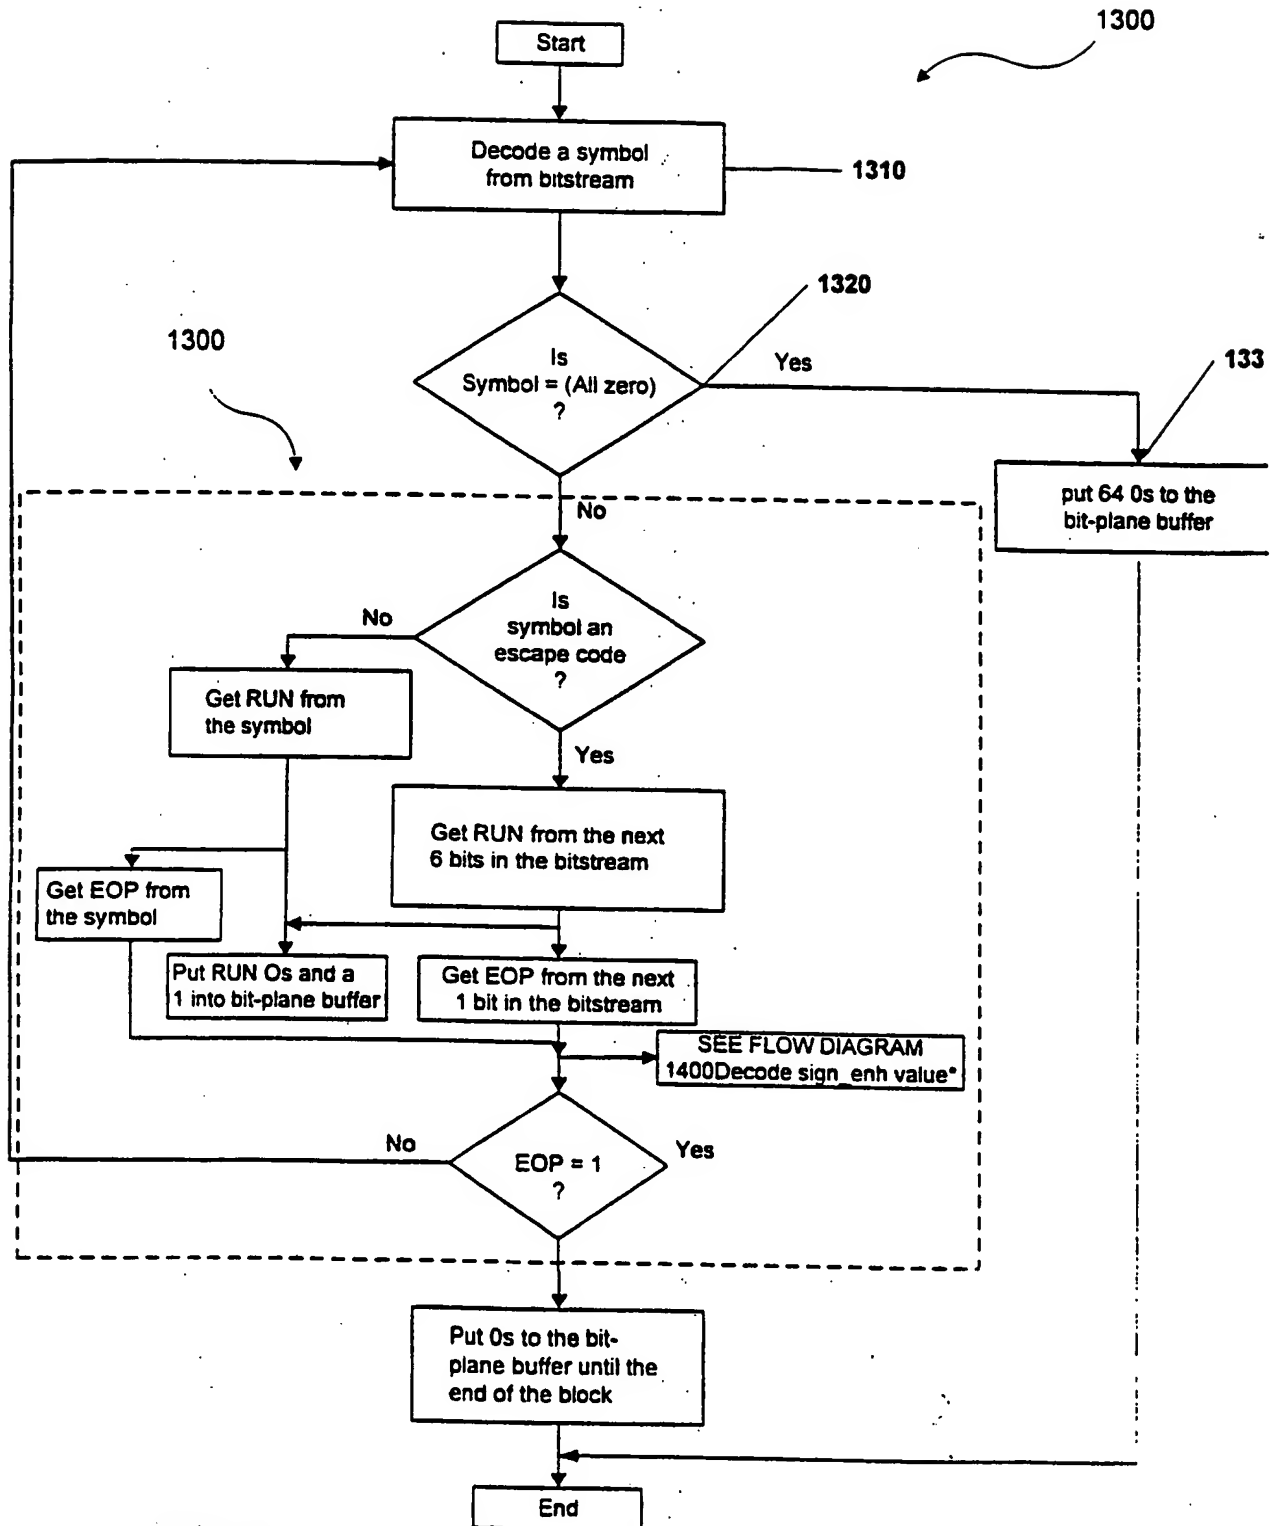 1300
Start
Decode a symbol
from bitstream
1310
1320
1300
Is
Symbol = (All zero)
?
Yes
133
put 64 0s to the
bit-plane buffer
No
Is
symbol an
escape code
?
No
Get RUN from
the symbol
Yes
Get RUN from the next
6 bits in the bitstream
Get EOP from
the symbol
Put RUN Os and a
1 into bit-plane buffer
Get EOP from the next
1 bit in the bitstream
SEE FLOW DIAGRAM
1400Decode sign_enh value*
No
EOP = 1
?
Yes
Put 0s to the bit-
plane buffer until the
end of the block
End